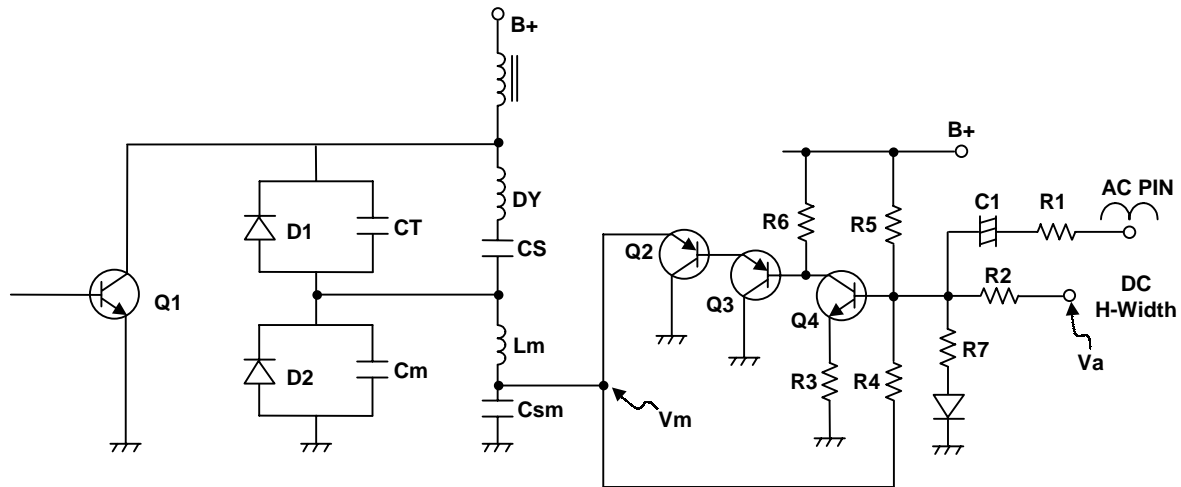 B+
B+
DY
AC PIN
C1
R1
D1
CT
R6
R5
CS
Q2
R2
DC
H-Width
Q1
Q3
Q4
Lm
R7
Va
D2
Cm
R3
R4
Csm
Vm